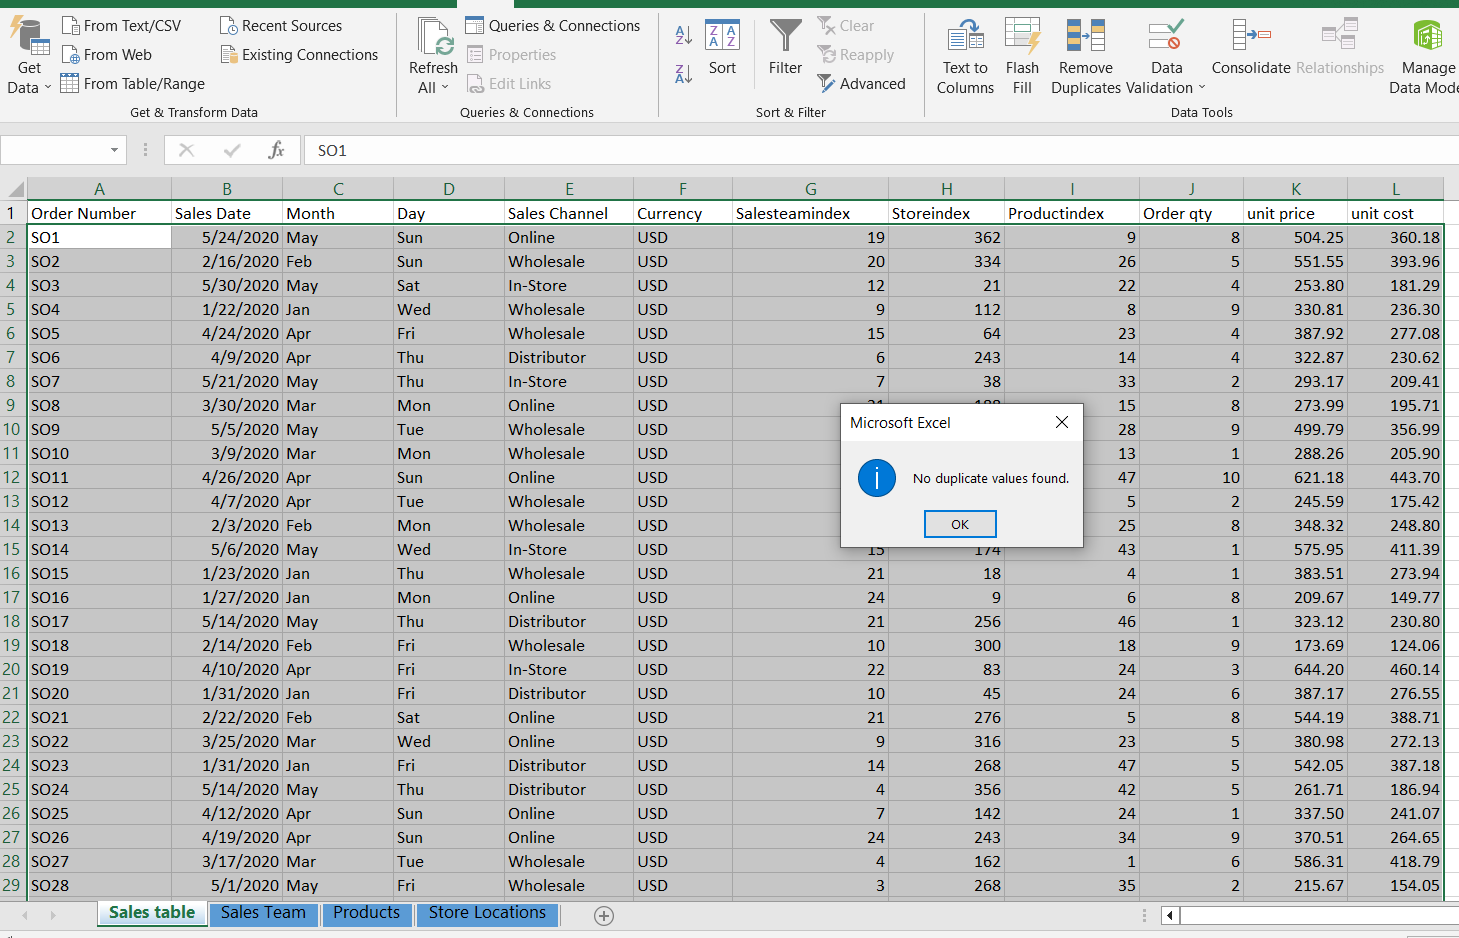 From Text/CSV Recent Sources Queries & Connections Clear
From Web Existing Connections Properties Reapply
Get Data From Table/Range Refresh All Edit Links Sort Filter Advanced Text to Columns Flash Fill Remove Duplicates Data Validation Consolidate Relationships Manage Data Mode
Get & Transform Data Queries & Connections Sort & Filter Data Tools
fx SO1
A B C D E F G H I J K L
1 Order Number Sales Date Month Day Sales Channel Currency Salesteamindex Storeindex Productindex Order qty unit price unit cost
2 SO1 5/24/2020 May Sun Online USD 19 362 9 8 504.25 360.18
3 SO2 2/16/2020 Feb Sun Wholesale USD 20 334 26 5 551.55 393.96
4 SO3 5/30/2020 May Sat In-Store USD 12 21 22 4 253.80 181.29
5 SO4 1/22/2020 Jan Wed Wholesale USD 9 112 8 9 330.81 236.30
6 SO5 4/24/2020 Apr Fri Wholesale USD 15 64 23 4 387.92 277.08
7 SO6 4/9/2020 Apr Thu Distributor USD 6 243 14 4 322.87 230.62
8 SO7 5/21/2020 May Thu In-Store USD 7 38 33 2 293.17 209.41
9 SO8 3/30/2020 Mar Mon Online USD 15 8 273.99 195.71
10 SO9 5/5/2020 May Tue Wholesale USD 28 9 499.79 356.99
11 SO10 3/9/2020 Mar Mon Wholesale USD 13 1 288.26 205.90
12 SO11 4/26/2020 Apr Sun Online USD 47 10 621.18 443.70
13 SO12 4/7/2020 Apr Tue Wholesale USD 5 2 245.59 175.42
14 SO13 2/3/2020 Feb Mon Wholesale USD 25 8 348.32 248.80
15 SO14 5/6/2020 May Wed In-Store USD 15 174 43 1 575.95 411.39
16 SO15 1/23/2020 Jan Thu Wholesale USD 21 18 4 1 383.51 273.94
17 SO16 1/27/2020 Jan Mon Online USD 24 9 6 8 209.67 149.77
18 SO17 5/14/2020 May Thu Distributor USD 21 256 46 1 323.12 230.80
19 SO18 2/14/2020 Feb Fri Wholesale USD 10 300 18 9 173.69 124.06
20 SO19 4/10/2020 Apr Fri In-Store USD 22 83 24 3 644.20 460.14
21 SO20 1/31/2020 Jan Fri Distributor USD 10 45 24 6 387.17 276.55
22 SO21 2/22/2020 Feb Sat Online USD 21 276 5 8 544.19 388.71
23 SO22 3/25/2020 Mar Wed Online USD 9 316 23 5 380.98 272.13
24 SO23 1/31/2020 Jan Fri Distributor USD 14 268 47 5 542.05 387.18
25 SO24 5/14/2020 May Thu Distributor USD 4 356 42 5 261.71 186.94
26 SO25 4/12/2020 Apr Sun Online USD 7 142 24 1 337.50 241.07
27 SO26 4/19/2020 Apr Sun Online USD 24 243 34 9 370.51 264.65
28 SO27 3/17/2020 Mar Tue Wholesale USD 4 162 1 6 586.31 418.79
29 SO28 5/1/2020 May Fri Wholesale USD 3 268 35 2 215.67 154.05
Microsoft Excel
No duplicate values found.
OK
Sales table Sales Team Products Store Locations